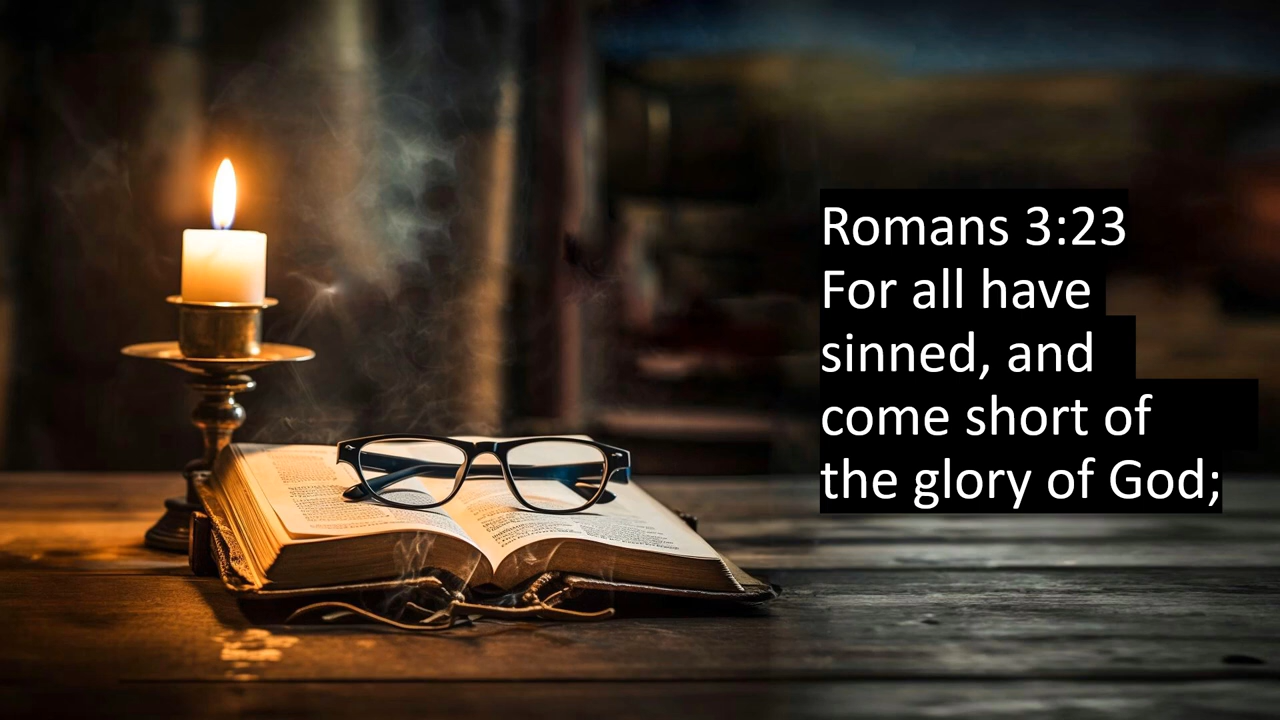 Romans 3:23
For all have
sinned, and
come short of
the glory of God;